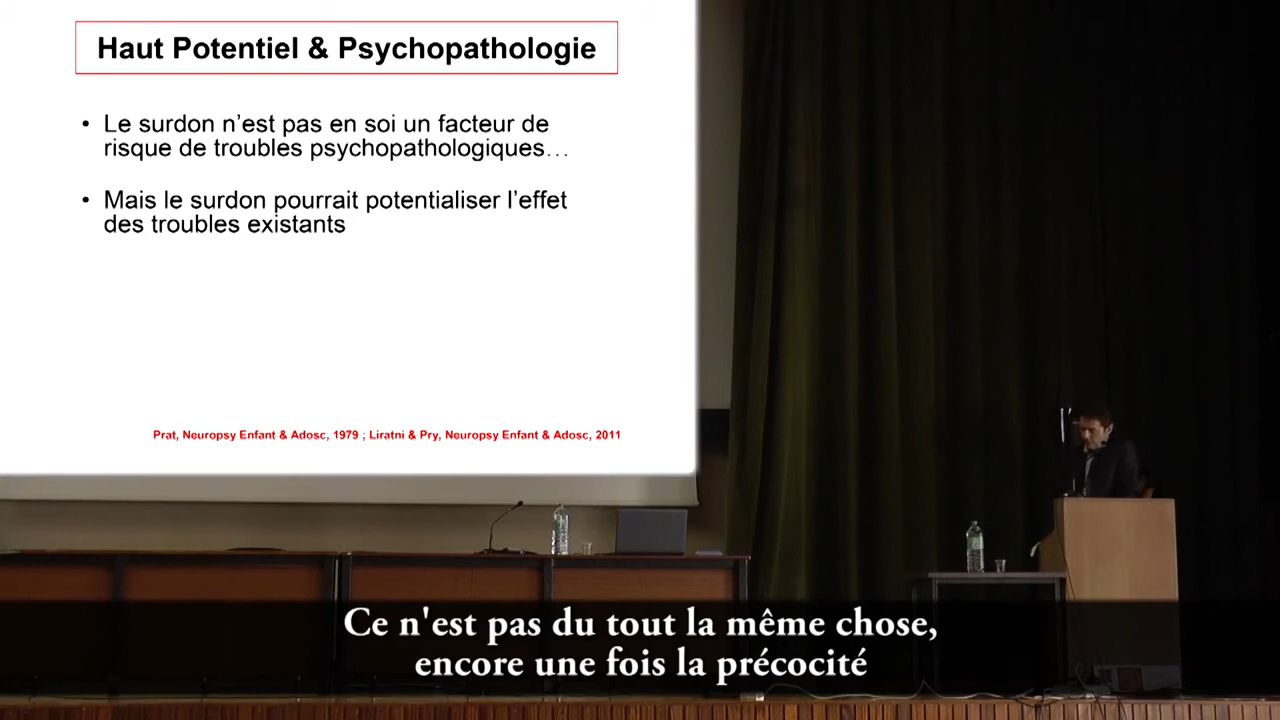 Haut Potentiel & Psychopathologie
• Le surdon n’est pas en soi un facteur de
risque de troubles psychopathologiques…
• Mais le surdon pourrait potentialiser l’effet
des troubles existants
Prat, Neuropsy Enfant & Adosc, 1979 ; Liratni & Pry, Neuropsy Enfant & Adosc, 2011
Ce n'est pas du tout la même chose,
encore une fois la précocité